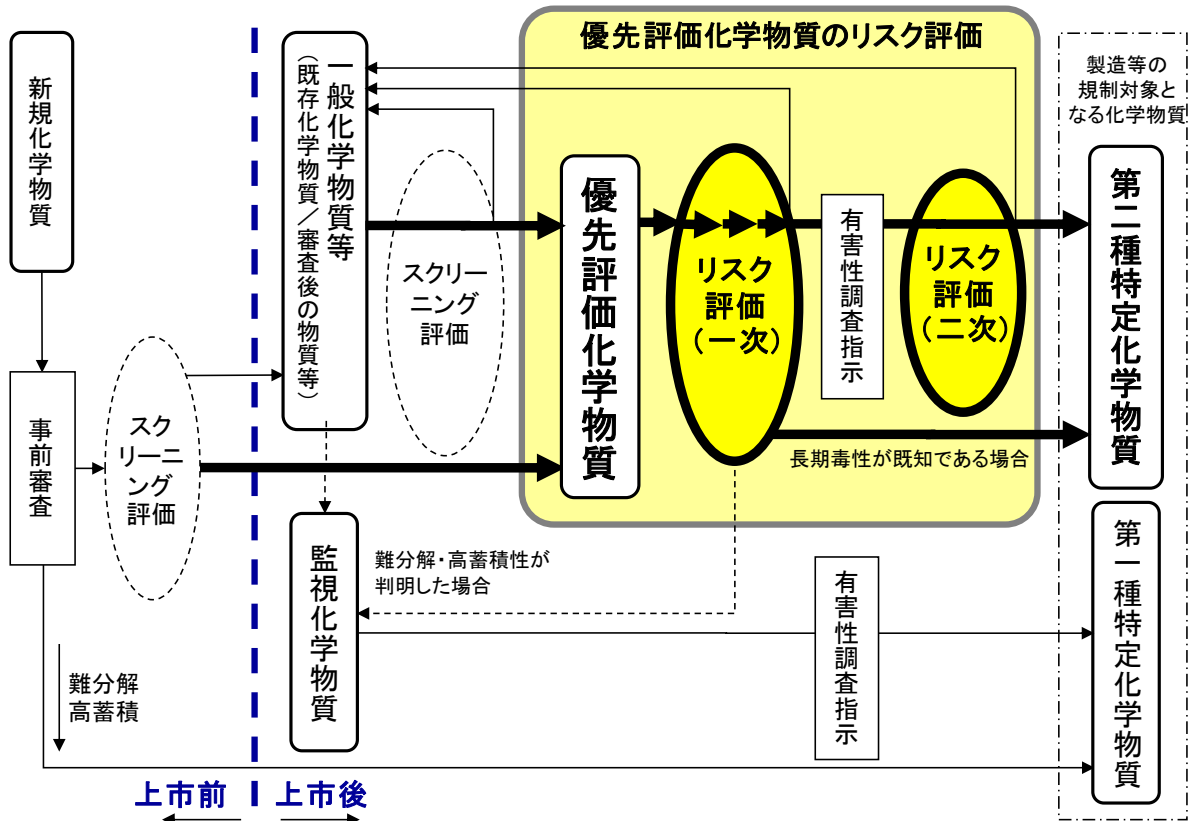 優先評価化学物質のリスク評価
新規化学物質
一般化学物質等
(既存化学物質/審査後の物質等)
製造等の
規制対象と
なる化学物質
スクリー
ニング
評価
優先評価化学物質
リスク
評価
(一次)
有害性調査指示
リスク
評価
(二次)
第二種特定化学物質
長期毒性が既知である場合
事前審査
スク
リーニ
ング
評価
監視化学物質
難分解・高蓄積性が
判明した場合
有害性調査指示
第一種特定化学物質
難分解
高蓄積
上市前
上市後